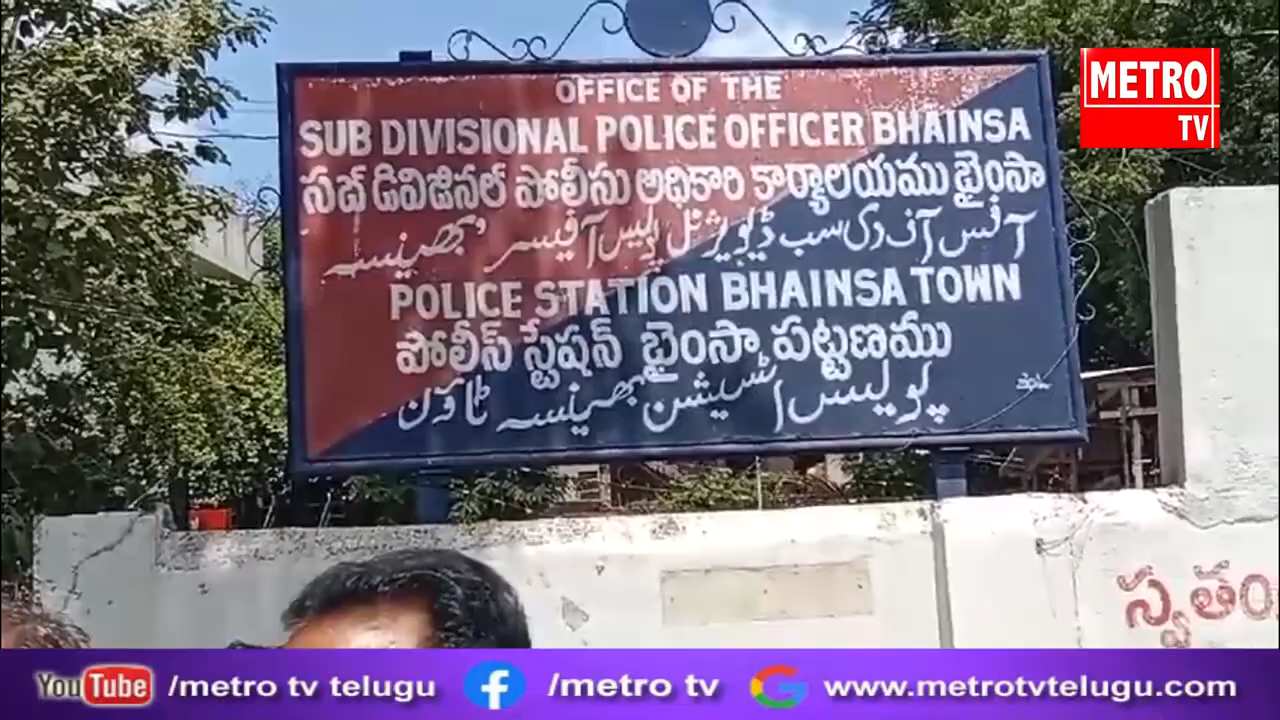 OFFICE OF THE
SUB DIVISIONAL POLICE OFFICER BHAINSA
సబ్ డివిజినల్ పోలీసు అధికారి కార్యాలయము భైంసా
آفس آف دی سب ڈیویژنل پولیس آفیسر بھینسہ
POLICE STATION BHAINSA TOWN
పోలీస్ స్టేషన్ భైంసా పట్టణము
پولیس اسٹیشن بھینسہ ٹاؤن
METRO
TV
YouTube /metro tv telugu f /metro tv G www.metrotvtelugu.com